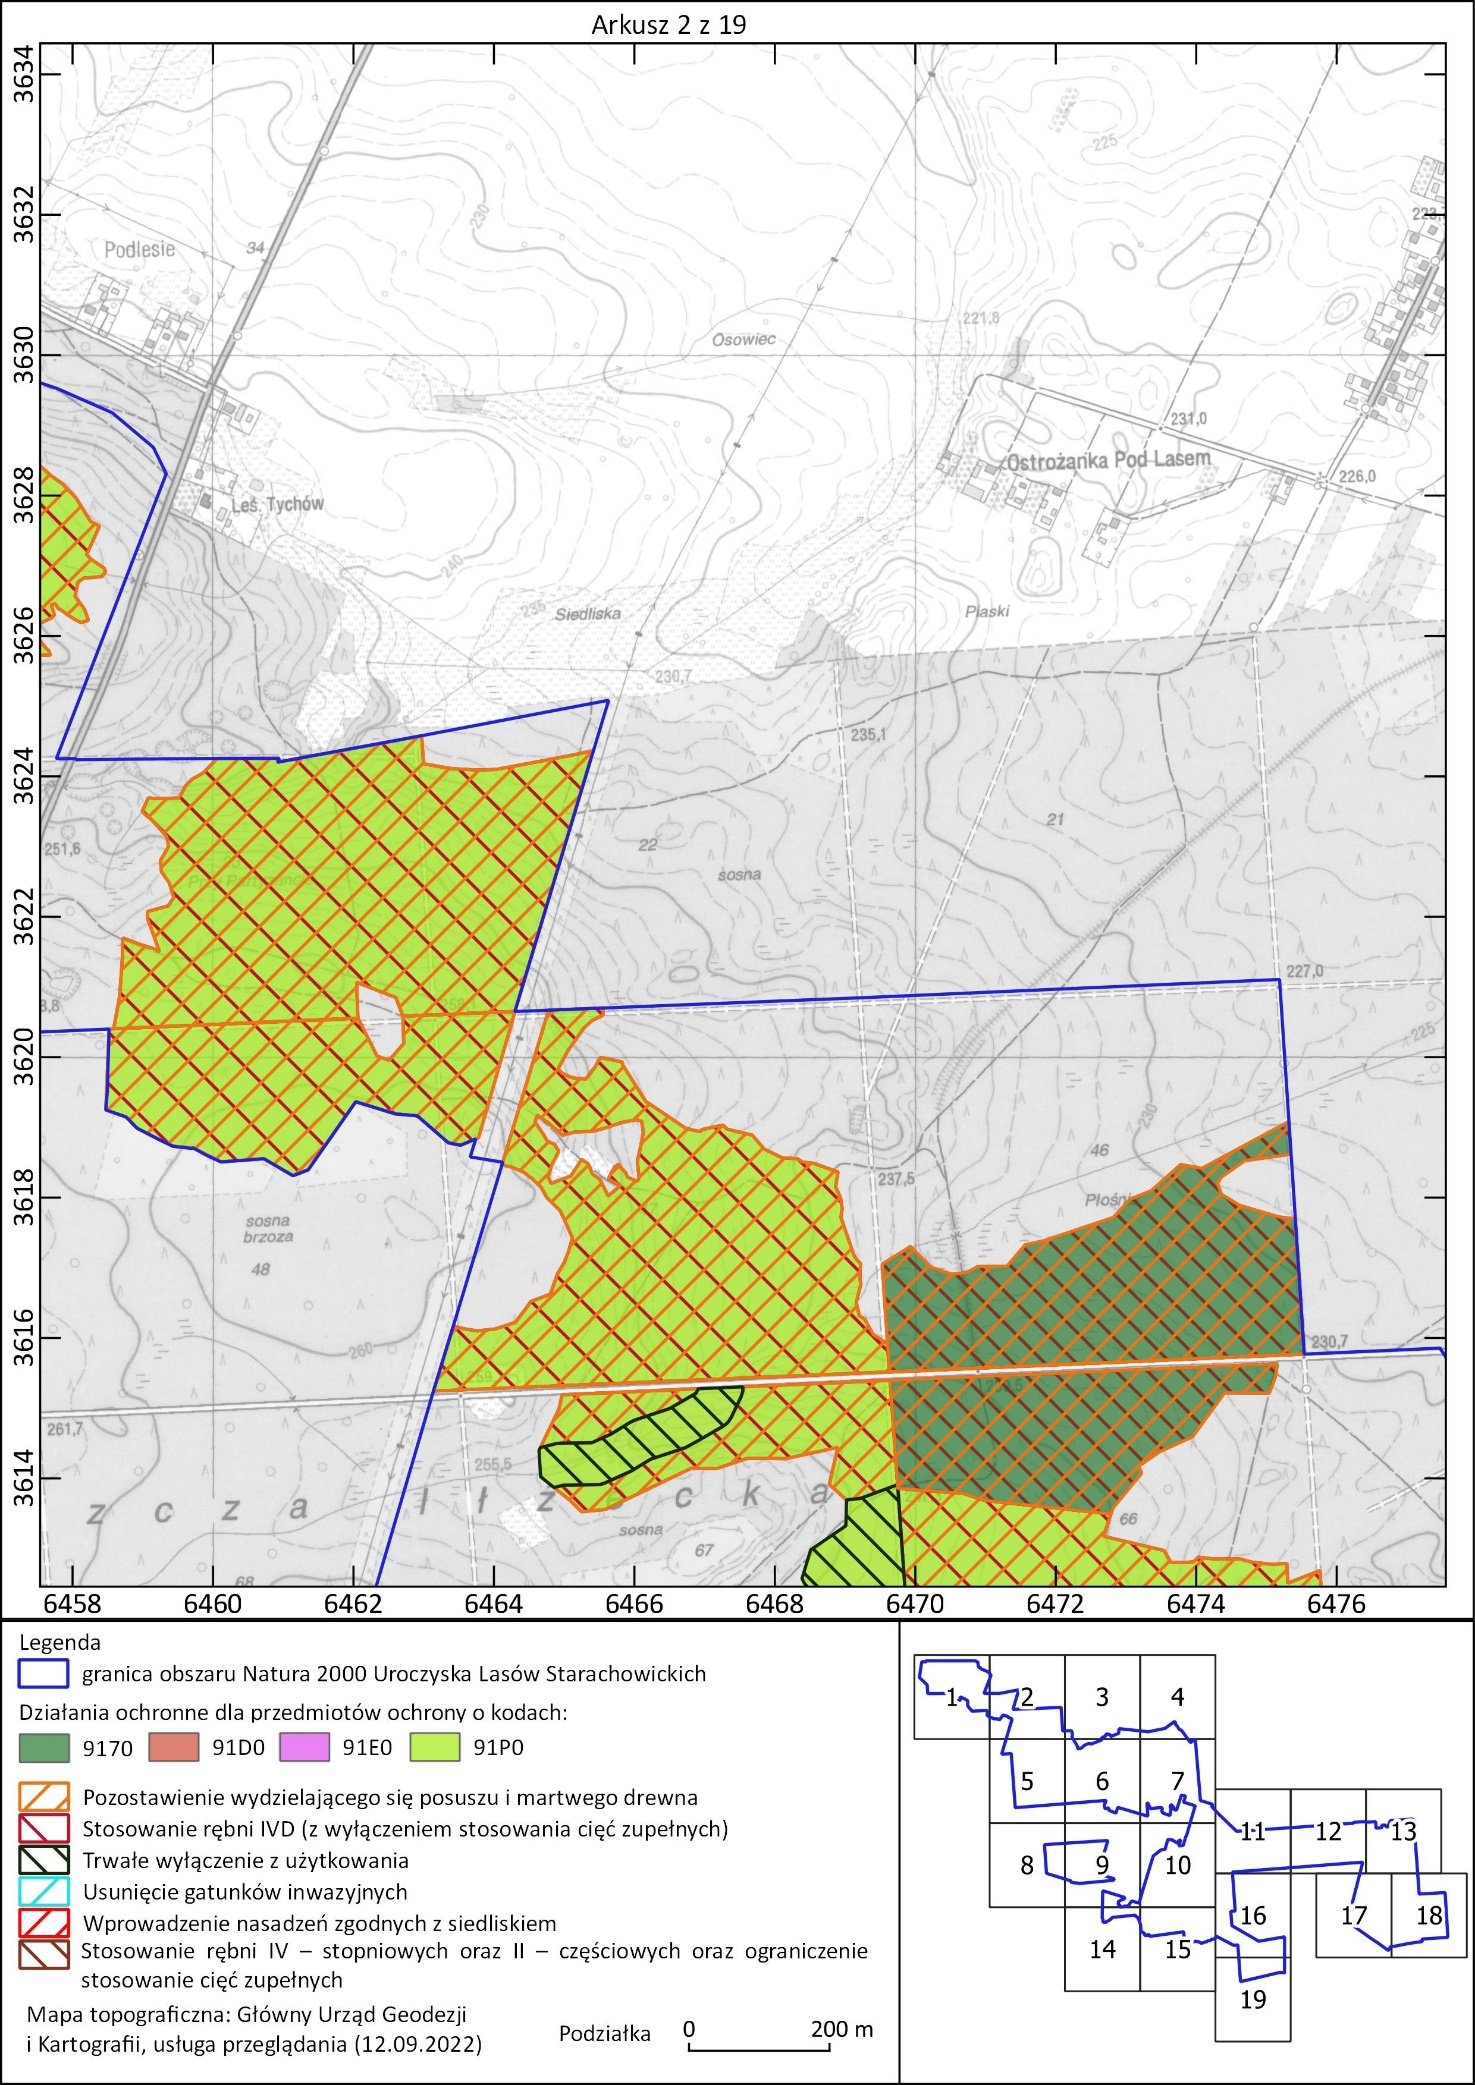 Arkusz 2 z 19
3634
225
3632
223,
230
Podlesie
34
221,8
3630
Osowiec
231,0
Ostrożanka Pod Lasem
226,0
3628
Leś. Tychów
240
235
Siedliska
Piaski
3626
230,7
235,1
3624
21
251,6
22
sosna
3622
227,0
8,8
225
3620
230
46
237,5
3618
sosna
brzoza
48
3616
260
230,7
259
261,7
255,5
3614
z c z a I ł ż e c k a
66
sosna
67
68
6458 6460 6462 6464 6466 6468 6470 6472 6474 6476
Legenda
granica obszaru Natura 2000 Uroczyska Lasów Starachowickich
Działania ochronne dla przedmiotów ochrony o kodach:
9170 91D0 91E0 91P0
Pozostawienie wydzielającego się posuszu i martwego drewna
Stosowanie rębni IVD (z wyłączeniem stosowania cięć zupełnych)
Trwałe wyłączenie z użytkowania
Usunięcie gatunków inwazyjnych
Wprowadzenie nasadzeń zgodnych z siedliskiem
Stosowanie rębni IV – stopniowych oraz II – częściowych oraz ograniczenie
stosowanie cięć zupełnych
Mapa topograficzna: Główny Urząd Geodezji
i Kartografii, usługa przeglądania (12.09.2022)
Podziałka 0 200 m
1 2 3 4
5 6 7
11 12 13
8 9 10
16 17 18
14 15
19